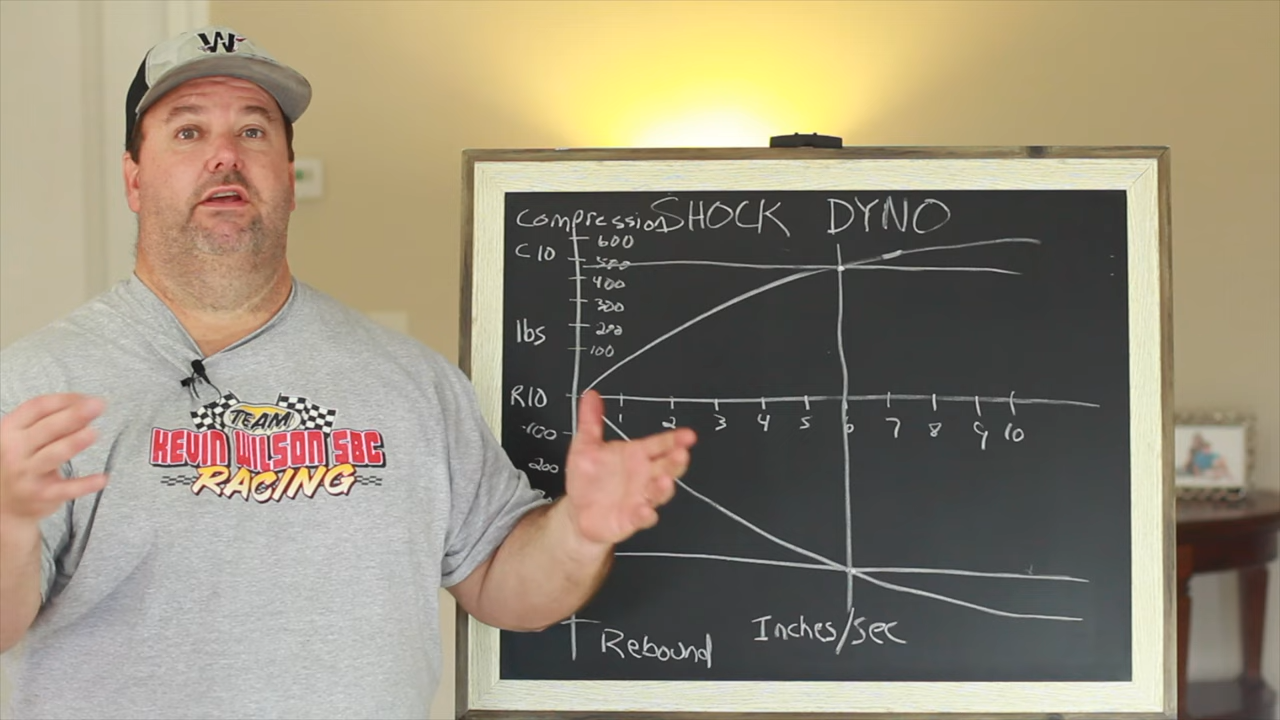 W
TEAM
KEVIN WILSON SBC
RACING
SHOCK DYNO
Compression
C10
600
500
400
300
lbs
200
100
R10
1 2 3 4 5 6 7 8 9 10
-100
-200
Inches/sec
Rebound